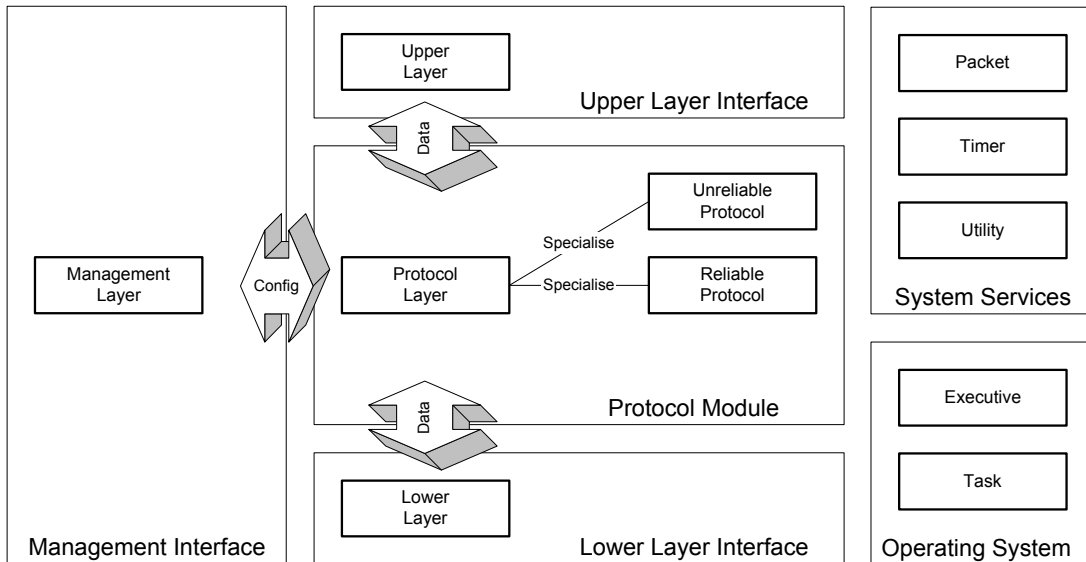 Upper
Layer
Upper Layer Interface
Data
Management
Layer
Config
Protocol
Layer
Specialise
Specialise
Unreliable
Protocol
Reliable
Protocol
Protocol Module
Data
Lower
Layer
Management Interface
Lower Layer Interface
Packet
Timer
Utility
System Services
Executive
Task
Operating System